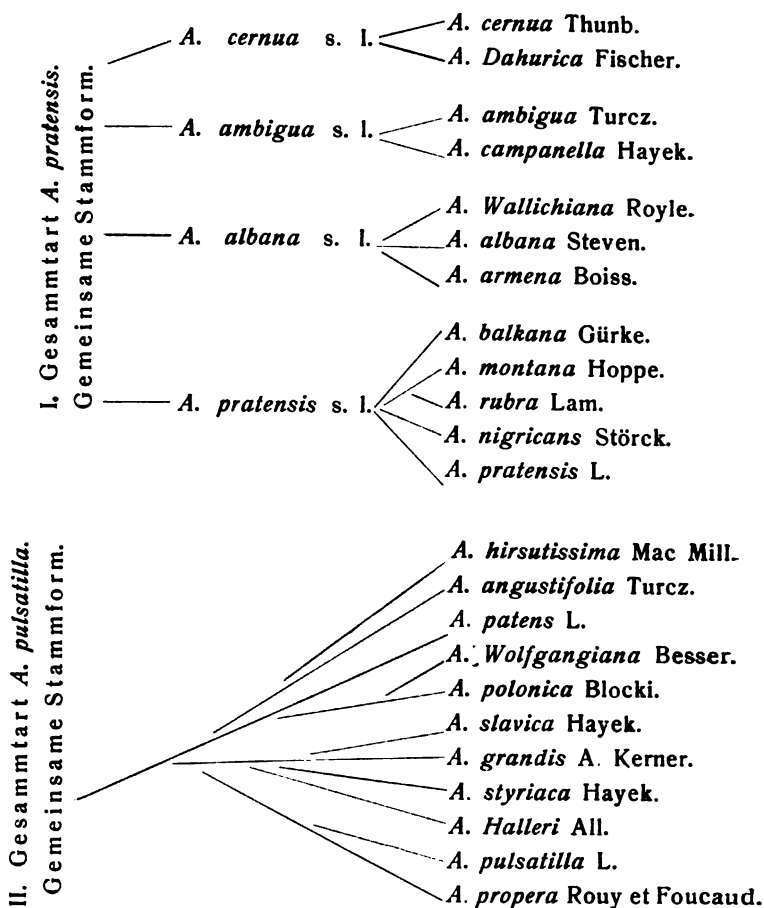 I. Gesammtart A. pratensis.
Gemeinsame Stammform.
A. cernua s. l.
A. cernua Thunb.
A. Dahurica Fischer.
A. ambigua s. l.
A. ambigua Turcz.
A. campanella Hayek.
A. albana s. l.
A. Wallichiana Royle.
A. albana Steven.
A. armena Boiss.
A. pratensis s. l.
A. balkana Gürke.
A. montana Hoppe.
A. rubra Lam.
A. nigricans Störck.
A. pratensis L.
II. Gesammtart A. pulsatilla.
Gemeinsame Stammform.
A. hirsutissima Mac Mill.
A. angustifolia Turcz.
A. patens L.
A. Wolfgangiana Besser.
A. polonica Blocki.
A. slavica Hayek.
A. grandis A. Kerner.
A. styriaca Hayek.
A. Halleri All.
A. pulsatilla L.
A. propera Rouy et Foucaud.